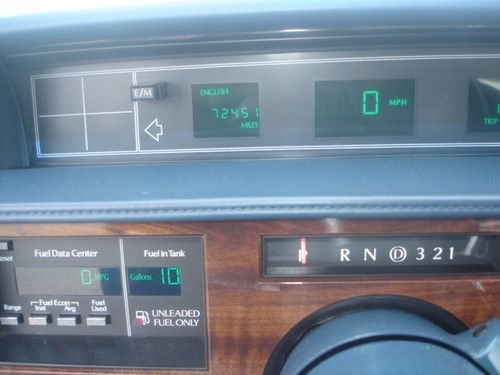 E/M
ENGLISH
72451
MILES
0 MPH
TRIP
Fuel Data Center
Fuel In Tank
0 MPG
Gallons 10
R N D 3 2 1
Range
Fuel Econ
Inst
Avg
Fuel
Used
UNLEADED
FUEL ONLY